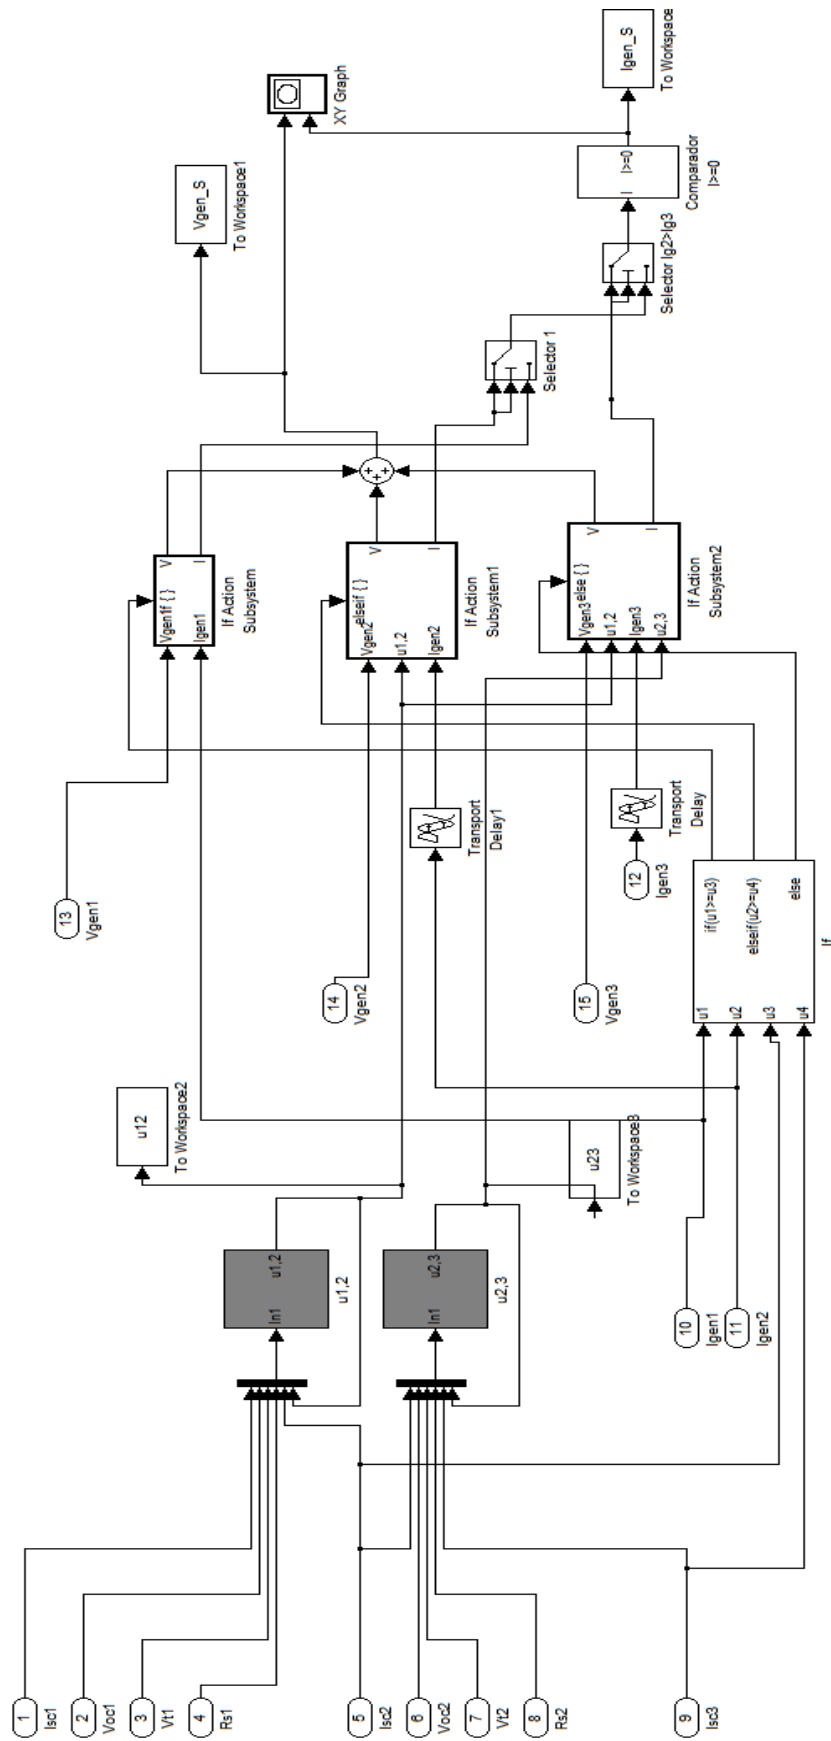 1
Isc1
2
Voc1
3
Vt1
4
Rs1
5
Isc2
6
Voc2
7
Vt2
8
Rs2
9
Isc3
In1
u1,2
u1,2
In1
u2,3
u2,3
u12
To Workspace2
u23
To Workspace3
10
Igen1
11
Igen2
13
Vgen1
14
Vgen2
15
Vgen3
12
Igen3
Transport
Delay1
Transport
Delay
u1
if(u1>=u3)
u2
elseif(u2>=u4)
u3
else
u4
If
Vgen1
if { }
V
Igen1
I
If Action
Subsystem
Vgen2
elseif { }
V
u1,2
Igen2
I
If Action
Subsystem1
Vgen3
else { }
V
u1,2
Igen3
u2,3
I
If Action
Subsystem2
Selector 1
Selector Ig2>Ig3
I
I>=0
Comparador
I>=0
Vgen_S
To Workspace1
XY Graph
Igen_S
To Workspace